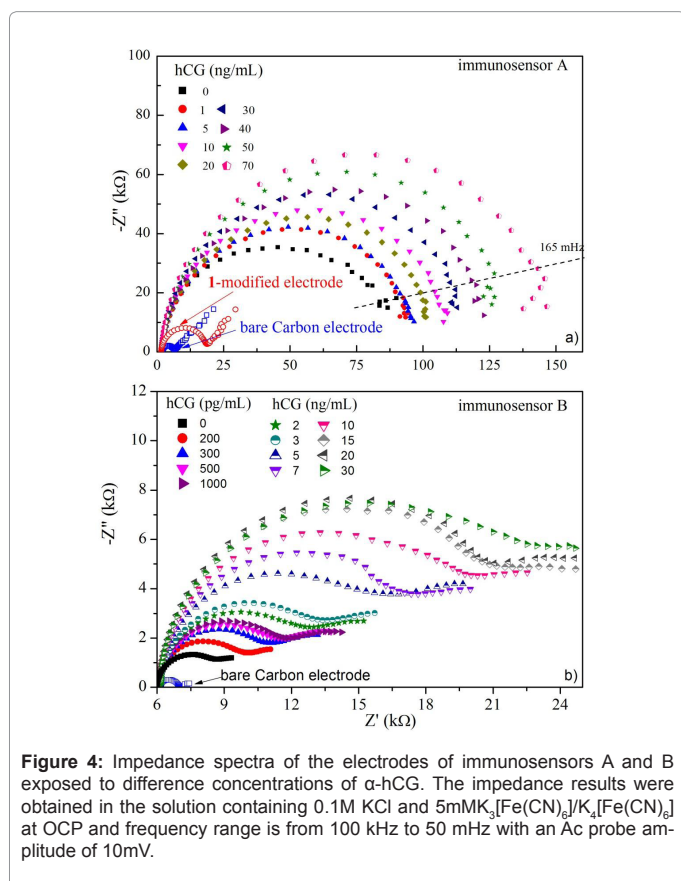 100
80
60
40
20
0
-Z" (kΩ)
hCG (ng/mL)
0
1
5
10
20
30
40
50
70
immunosensor A
1-modified electrode
bare Carbon electrode
165 mHz
a)
0 25 50 75 100 125 150
12
10
8
6
4
2
0
-Z" (kΩ)
hCG (pg/mL)
0
200
300
500
1000
hCG (ng/mL)
2
3
5
7
10
15
20
30
immunosensor B
bare Carbon electrode
b)
6 9 12 15 18 21 24
Z' (kΩ)
Figure 4: Impedance spectra of the electrodes of immunosensors A and B
exposed to difference concentrations of α-hCG. The impedance results were
obtained in the solution containing 0.1M KCl and 5mMK₃[Fe(CN)₆]/K₄[Fe(CN)₆]
at OCP and frequency range is from 100 kHz to 50 mHz with an Ac probe am-
plitude of 10mV.